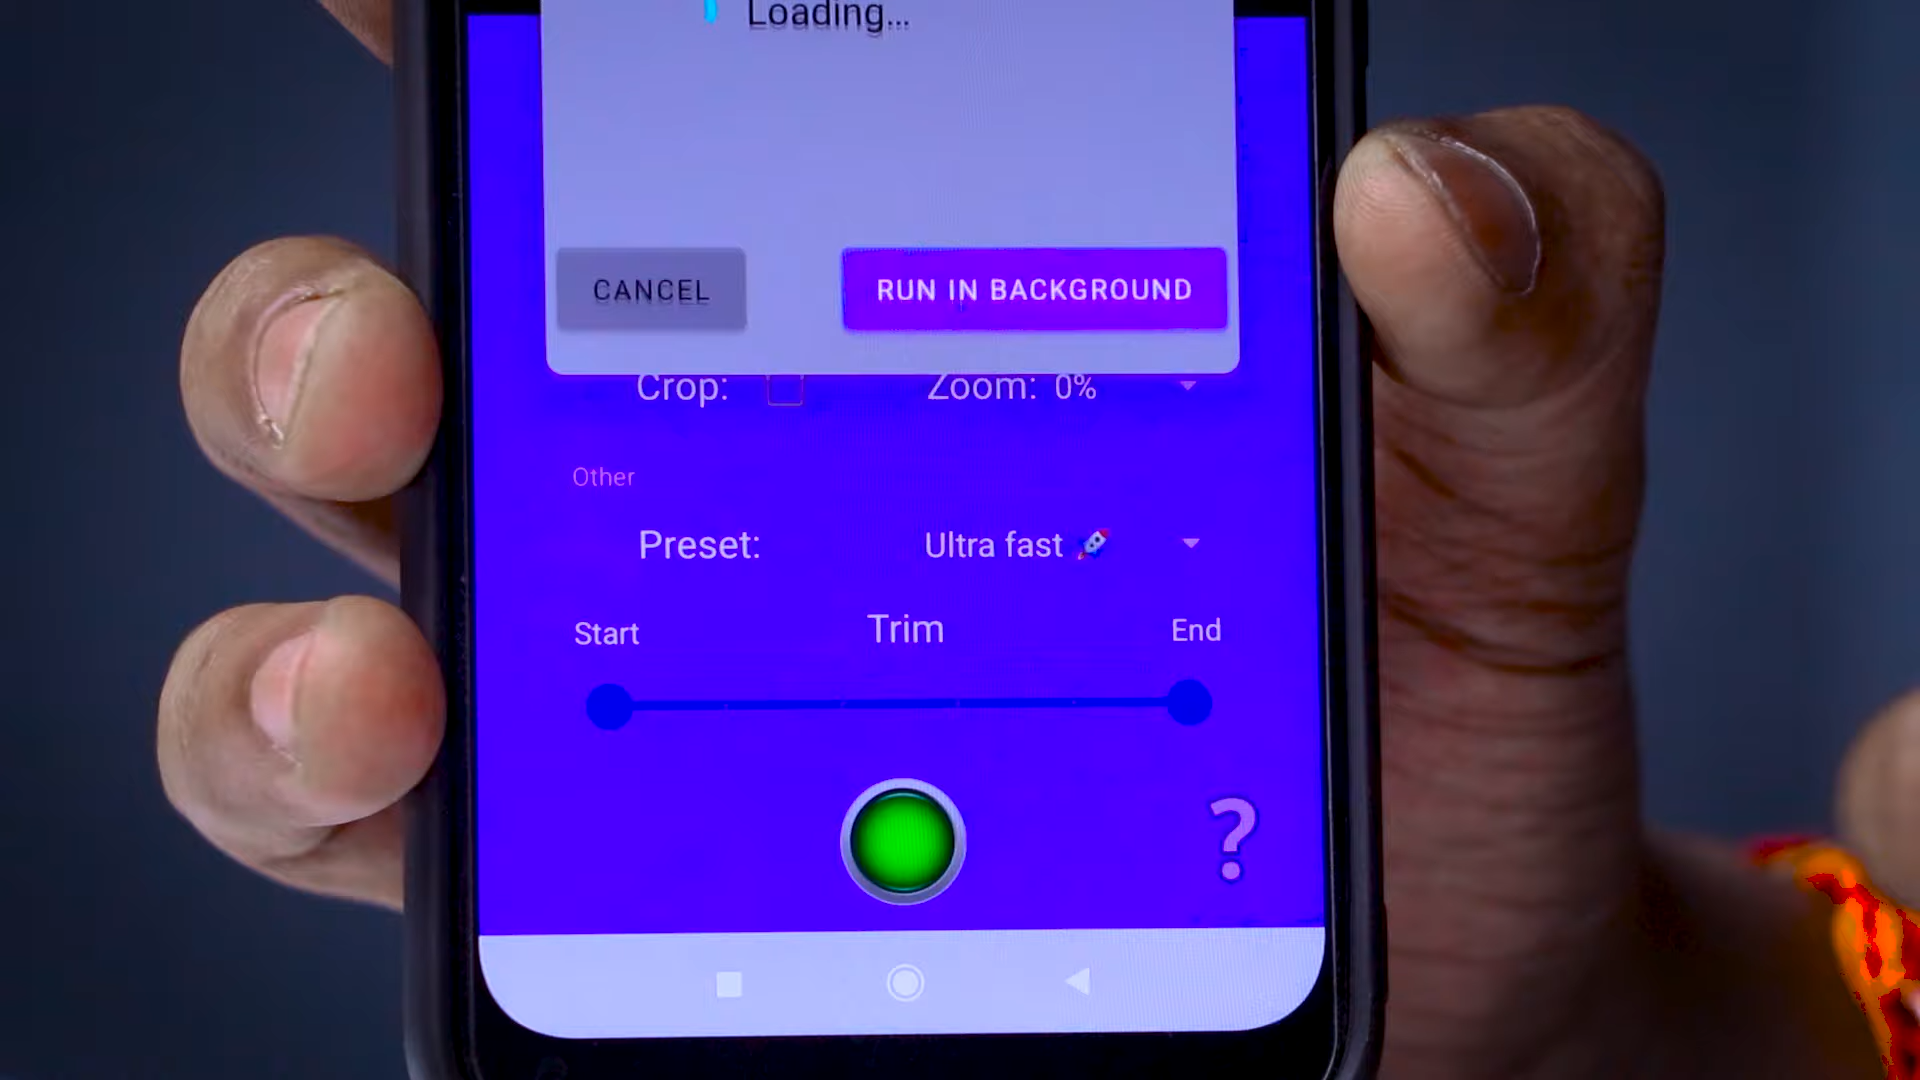 Loading...
CANCEL
RUN IN BACKGROUND
Crop:
Zoom: 0%
Other
Preset:
Ultra fast 🚀
Start
Trim
End
?